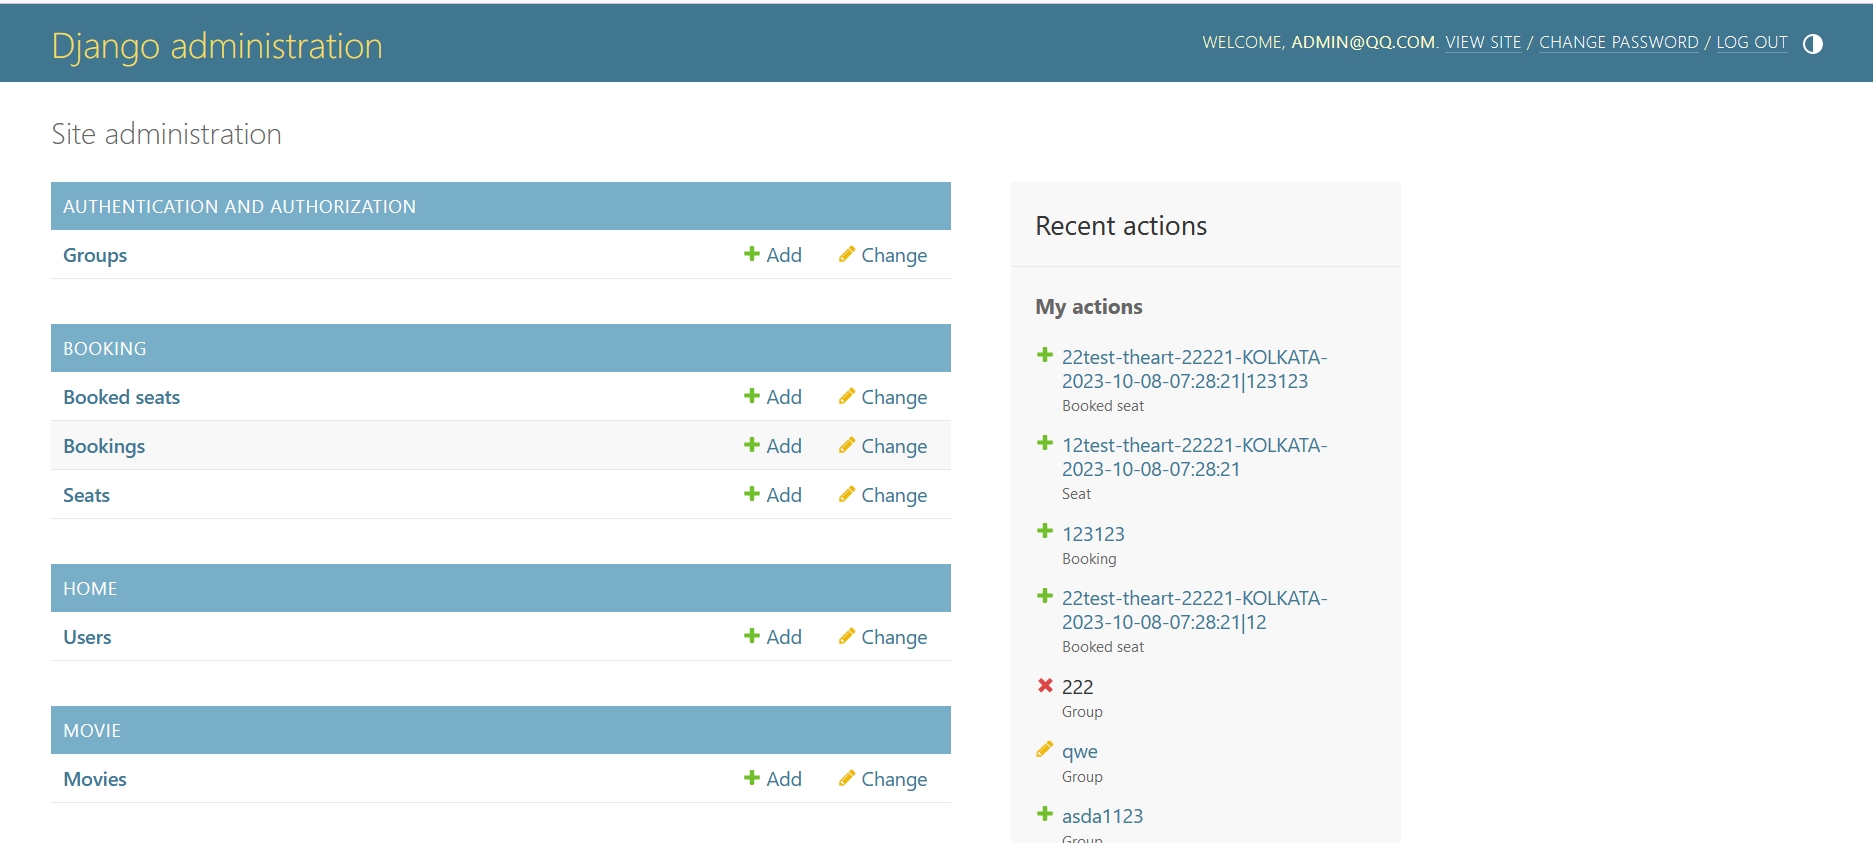 Django administration
WELCOME, ADMIN@QQ.COM. VIEW SITE / CHANGE PASSWORD / LOG OUT
Site administration
AUTHENTICATION AND AUTHORIZATION
Groups Add Change
BOOKING
Booked seats Add Change
Bookings Add Change
Seats Add Change
HOME
Users Add Change
MOVIE
Movies Add Change
Recent actions
My actions
22test-theart-22221-KOLKATA-
2023-10-08-07:28:21|123123
Booked seat
12test-theart-22221-KOLKATA-
2023-10-08-07:28:21
Seat
123123
Booking
22test-theart-22221-KOLKATA-
2023-10-08-07:28:21|12
Booked seat
222
Group
qwe
Group
asda1123
Group